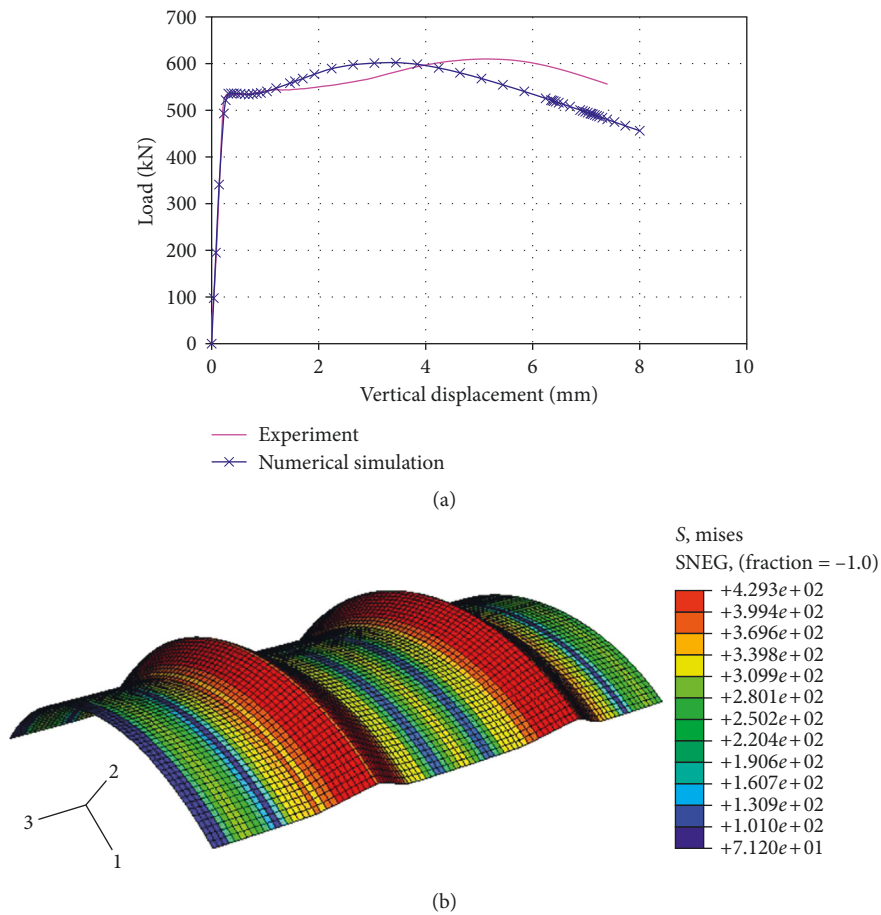 700
600
500
400
300
200
100
0
Load (kN)
0 2 4 6 8 10
Vertical displacement (mm)
Experiment
Numerical simulation
(a)
S, mises
SNEG, (fraction = –1.0)
+4.293e + 02
+3.994e + 02
+3.696e + 02
+3.398e + 02
+3.099e + 02
+2.801e + 02
+2.502e + 02
+2.204e + 02
+1.906e + 02
+1.607e + 02
+1.309e + 02
+1.010e + 02
+7.120e + 01
2
3
1
(b)